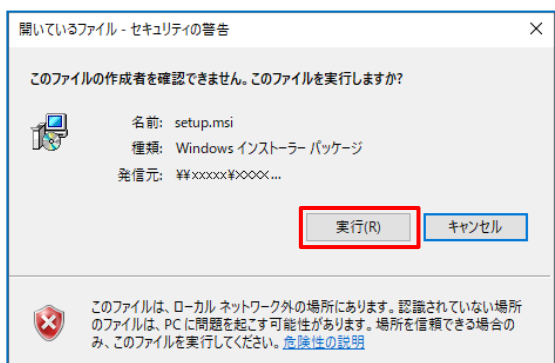 開いているファイル - セキュリティの警告
このファイルの作成者を確認できません。このファイルを実行しますか?
名前: setup.msi
種類: Windows インストーラー パッケージ
発信元: ¥¥xxxxx¥xxxx...
実行(R)
キャンセル
このファイルは、ローカル ネットワーク外の場所にあります。認識されていない場所
のファイルは、PC に問題を起こす可能性があります。場所を信頼できる場合の
み、このファイルを実行してください。危険性の説明